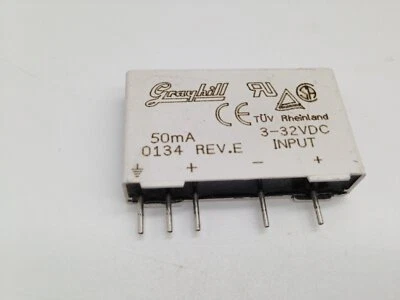 Grayhill
CE TÜV Rheinland
50mA 3-32VDC
0134 REV.E INPUT
+ - +